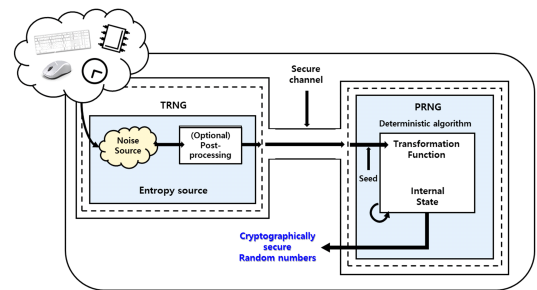 Secure
channel
TRNG
Noise
Source
(Optional)
Post-
processing
Entropy source
PRNG
Deterministic algorithm
Transformation
Function
Seed
Internal
State
Cryptographically
secure
Random numbers